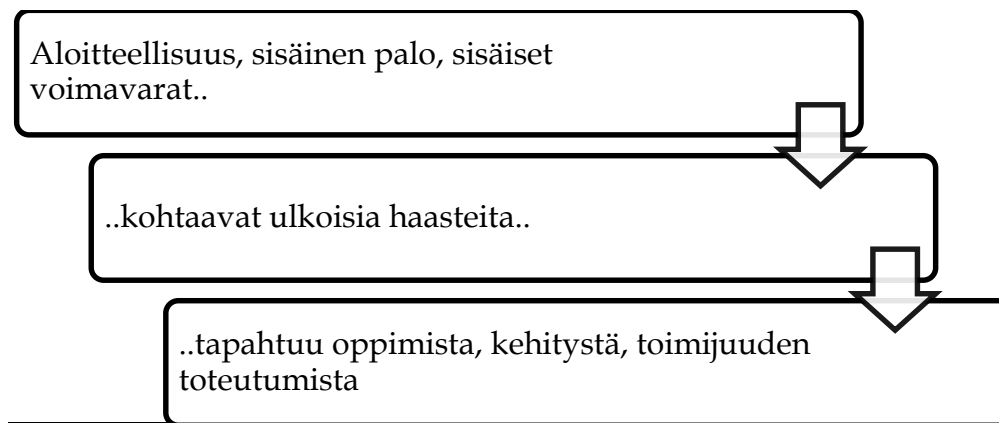 Aloitteellisuus, sisäinen palo, sisäiset
voimavarat..
..kohtaavat ulkoisia haasteita..
..tapahtuu oppimista, kehitystä, toimijuuden
toteutumista